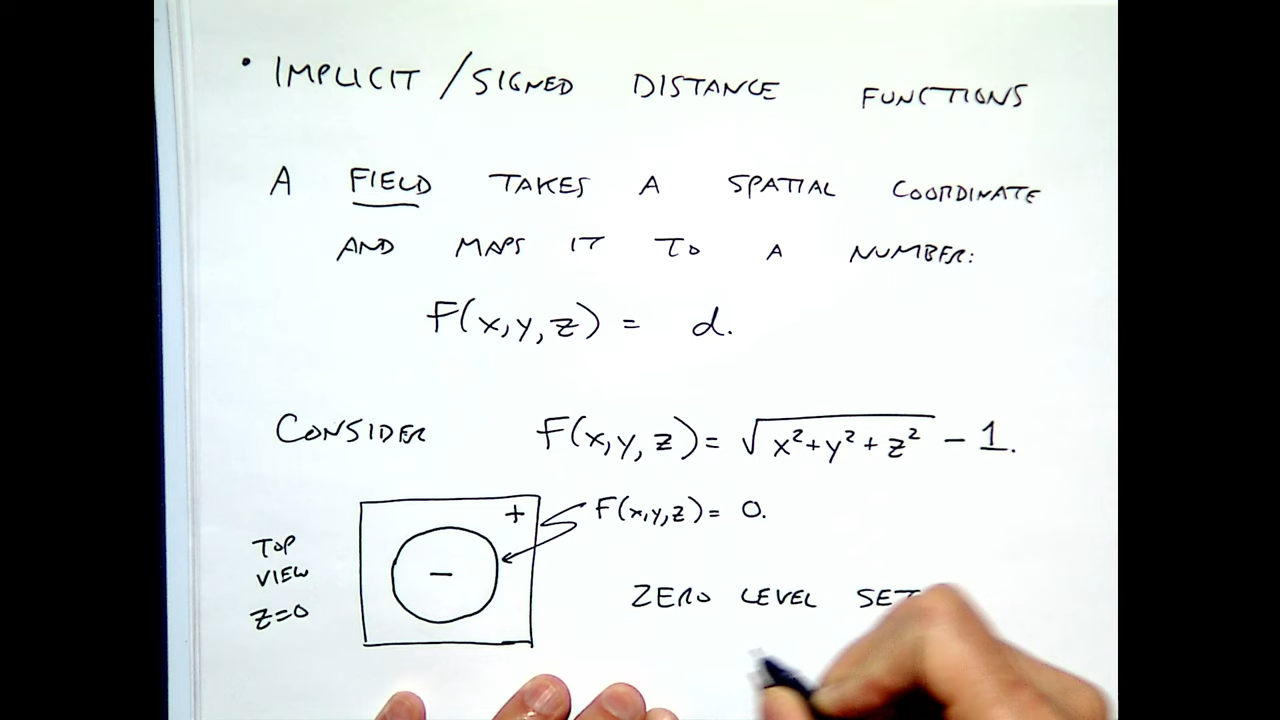 • IMPLICIT / SIGNED DISTANCE FUNCTIONS
A FIELD TAKES A SPATIAL COORDINATE
AND MAPS IT TO A NUMBER:
F(x,y,z) = d.
CONSIDER F(x,y,z) = √x²+y²+z² - 1.
+ F(x,y,z) = 0.
TOP
VIEW
z=0
-
ZERO LEVEL SET